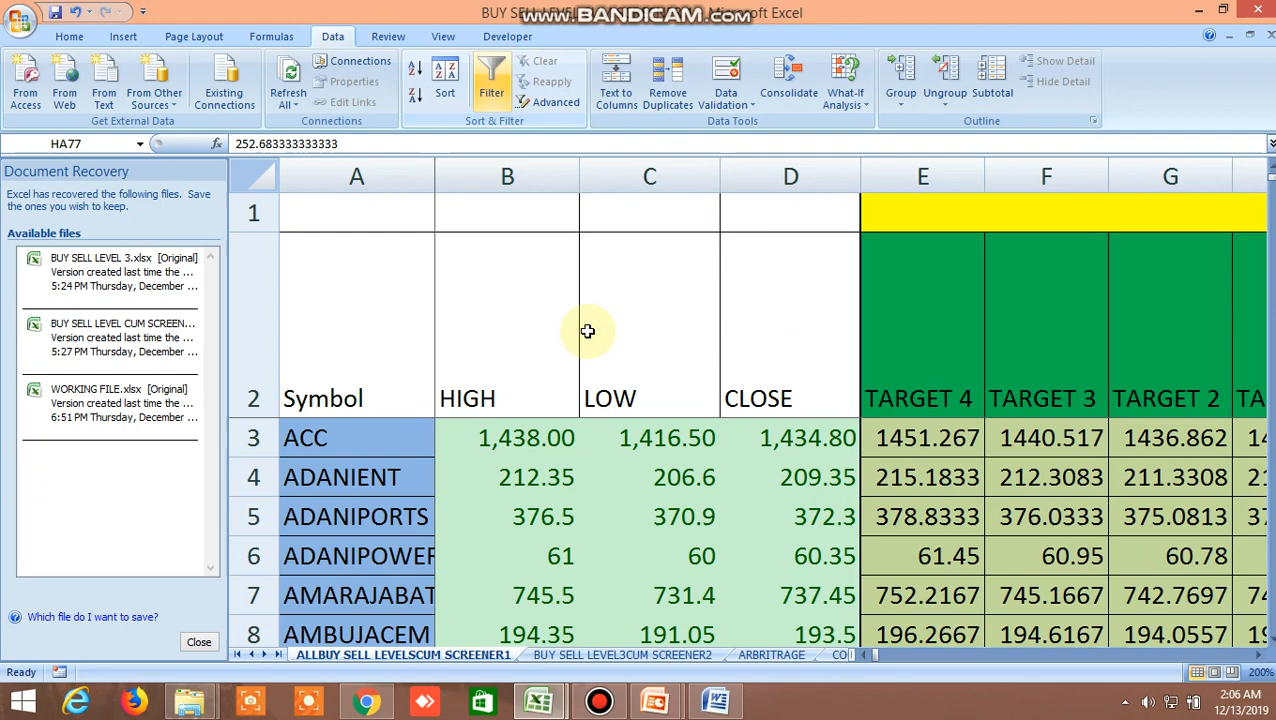 BUY SELL LEVEL
Microsoft Excel
www.BANDICAM.com
Home Insert Page Layout Formulas Data Review View Developer
From Access
From Web
From Text
From Other Sources
Existing Connections
Get External Data
Refresh All
Connections
Properties
Edit Links
Connections
Sort
Filter
Clear
Reapply
Advanced
Sort & Filter
Text to Columns
Remove Duplicates
Data Validation
Consolidate
What-If Analysis
Data Tools
Group
Ungroup
Subtotal
Show Detail
Hide Detail
Outline
HA77 fx 252.683333333333
Document Recovery
Excel has recovered the following files. Save
the ones you wish to keep.
Available files
BUY SELL LEVEL 3.xlsx [Original]
Version created last time the ...
5:24 PM Thursday, December ...
BUY SELL LEVEL CUM SCREEN...
Version created last time the ...
5:27 PM Thursday, December ...
WORKING FILE.xlsx [Original]
Version created last time the ...
6:51 PM Thursday, December ...
Which file do I want to save?
Close
A B C D E F G
1
2 Symbol HIGH LOW CLOSE TARGET 4 TARGET 3 TARGET 2 TA
3 ACC 1,438.00 1,416.50 1,434.80 1451.267 1440.517 1436.862 14
4 ADANIENT 212.35 206.6 209.35 215.1833 212.3083 211.3308 21
5 ADANIPORTS 376.5 370.9 372.3 378.8333 376.0333 375.0813 37
6 ADANIPOWER 61 60 60.35 61.45 60.95 60.78
7 AMARAJABAT 745.5 731.4 737.45 752.2167 745.1667 742.7697 74
8 AMBUJACEM 194.35 191.05 193.5 196.2667 194.6167 194.0557 19
ALLBUY SELL LEVELSCUM SCREENER1 BUY SELL LEVEL3CUM SCREENER2 ARBRITRAGE CO
Ready 200%
2:06 AM
12/13/2019